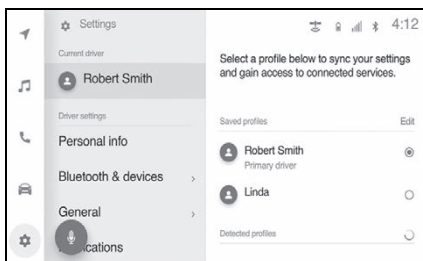 Settings
4:12
Current driver
Robert Smith
Driver settings
Personal info
Bluetooth & devices
General
Select a profile below to sync your settings
and gain access to connected services.
Saved profiles
Edit
Robert Smith
Primary driver
Linda
Detected profiles